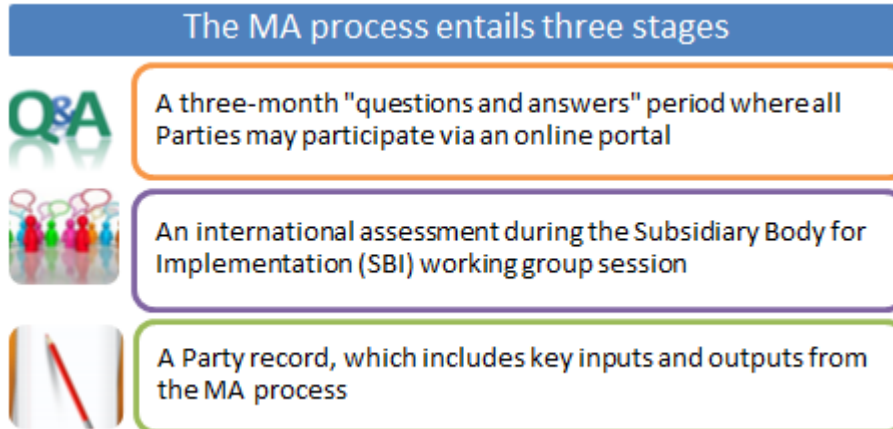 The MA process entails three stages
Q&A
A three-month "questions and answers" period where all
Parties may participate via an online portal
An international assessment during the Subsidiary Body for
Implementation (SBI) working group session
A Party record, which includes key inputs and outputs from
the MA process